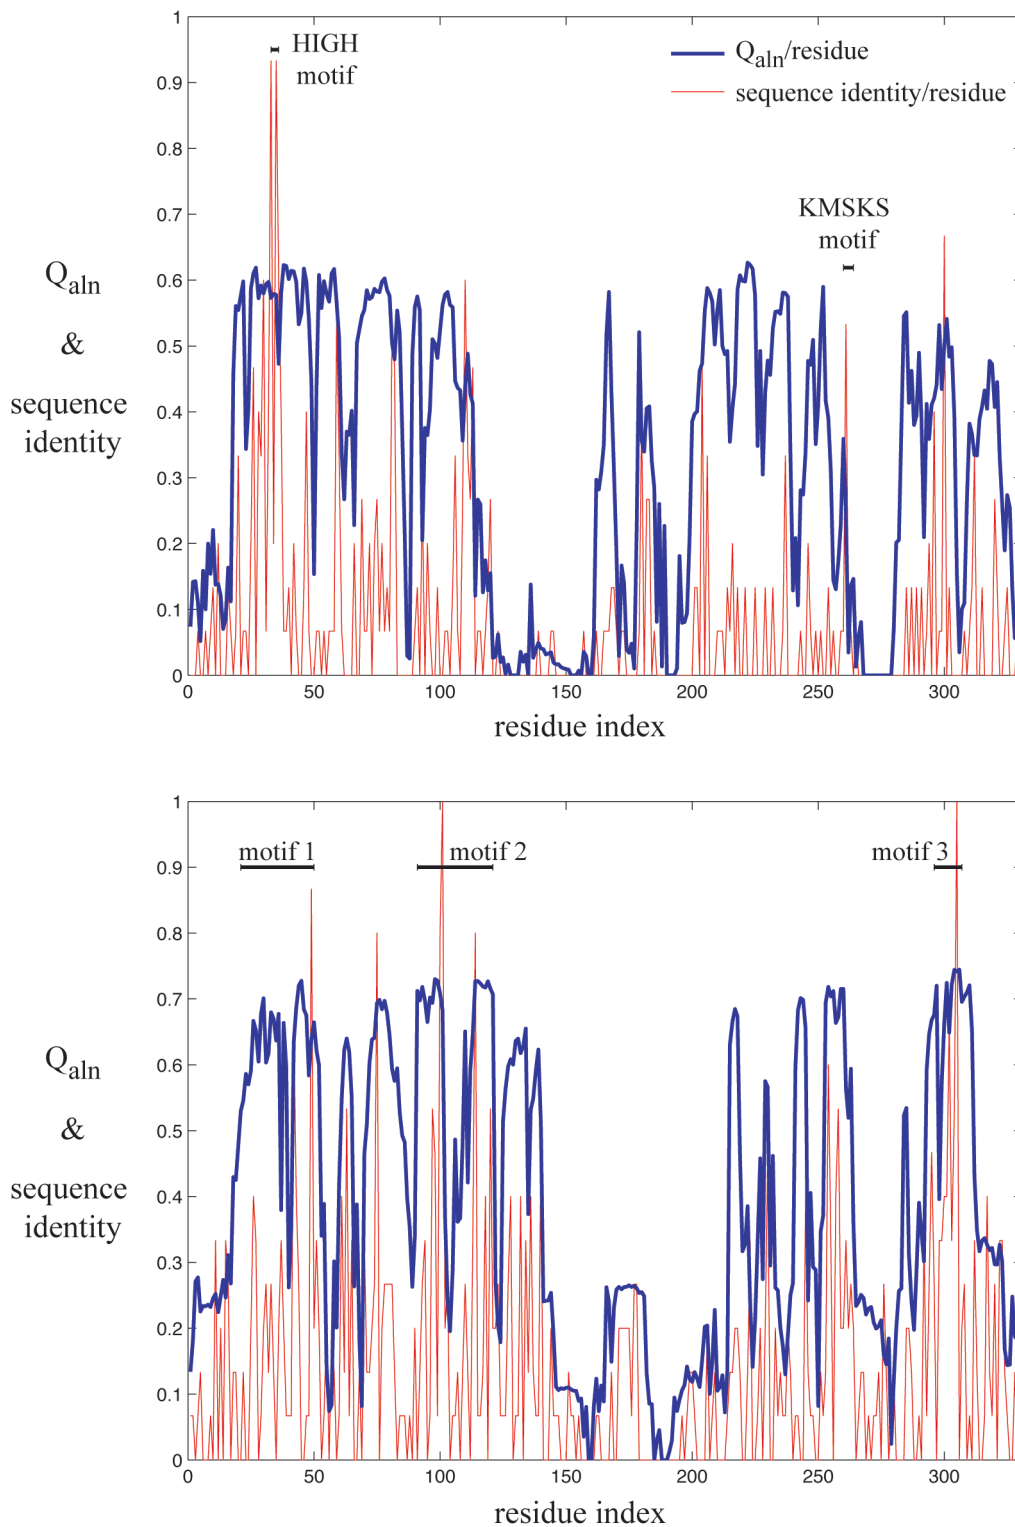 1
0.9
0.8
0.7
0.6
0.5
0.4
0.3
0.2
0.1
0
HIGH
motif
Qaln/residue
sequence identity/residue
KMSKS
motif
Qaln
&
sequence
identity
0 50 100 150 200 250 300
residue index
1
0.9
0.8
0.7
0.6
0.5
0.4
0.3
0.2
0.1
0
motif 1
motif 2
motif 3
Qaln
&
sequence
identity
0 50 100 150 200 250 300
residue index